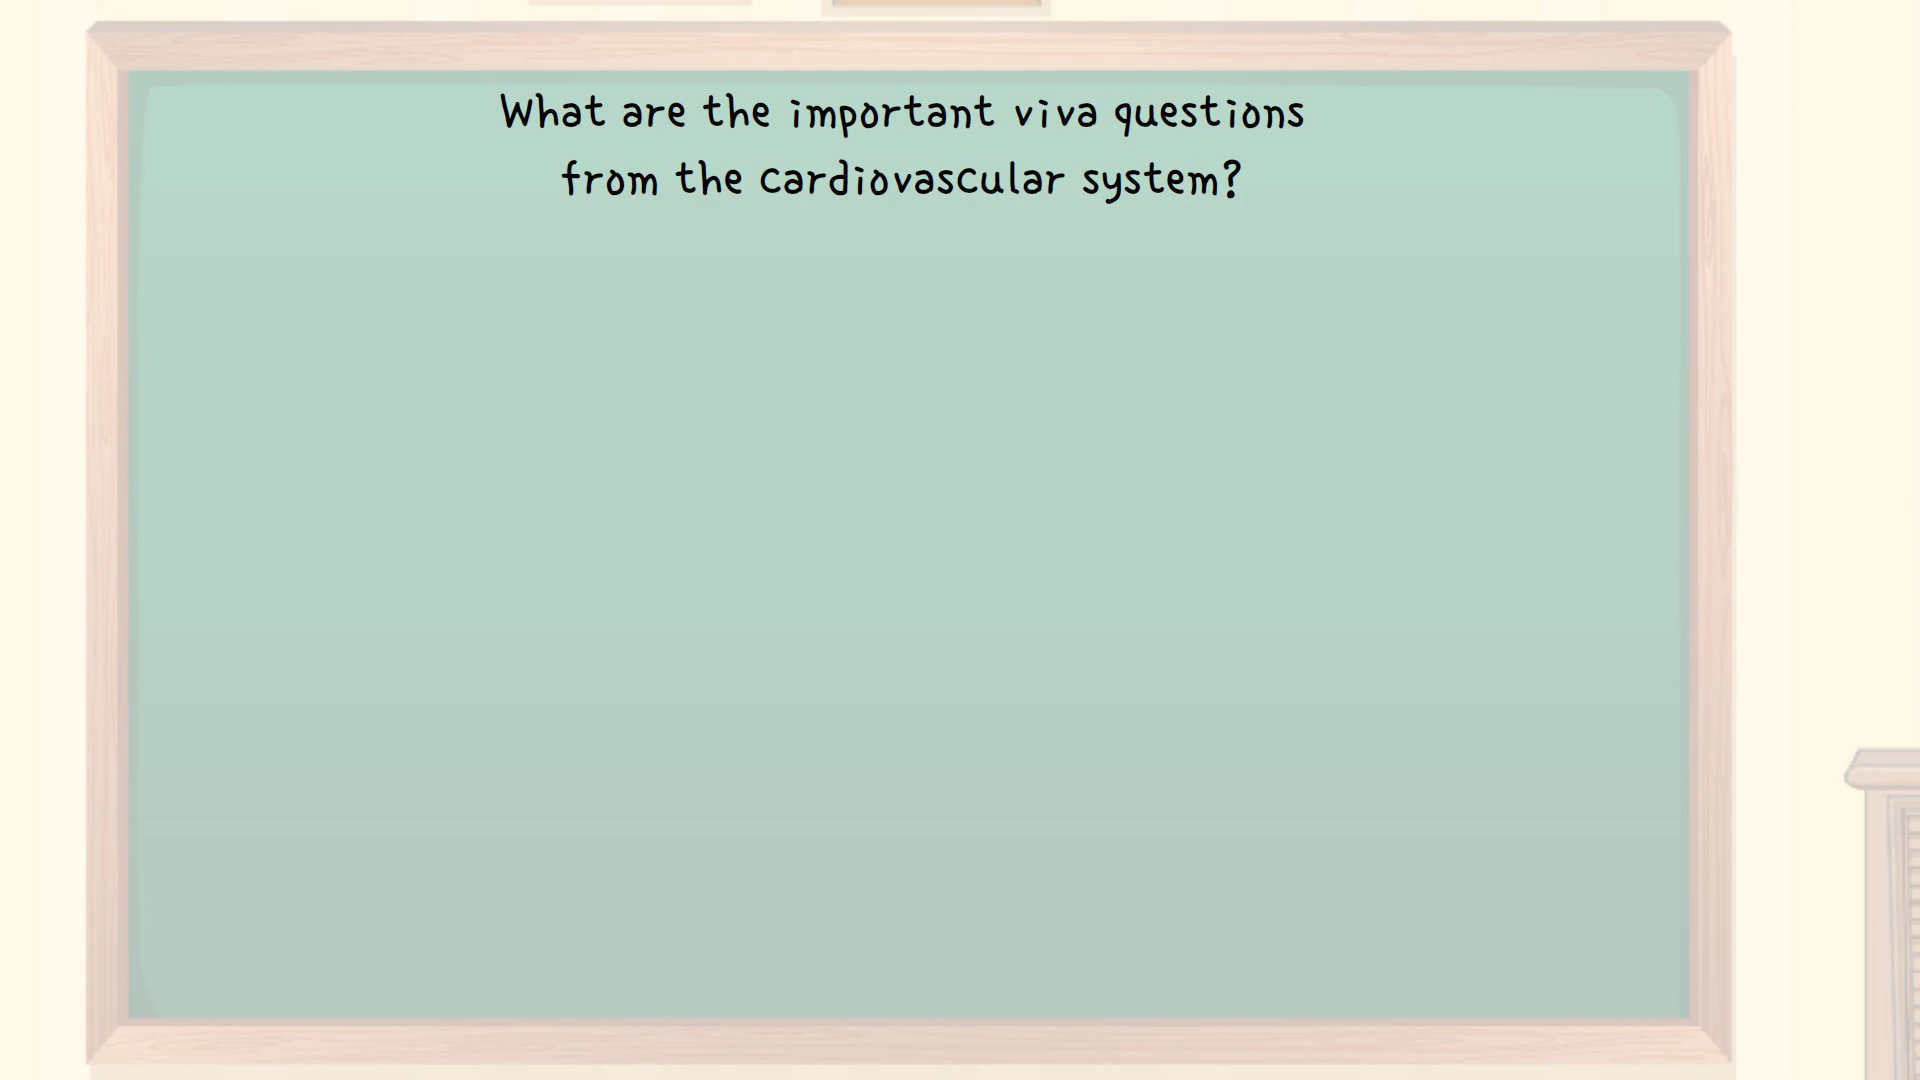 What are the important viva questions
from the cardiovascular system?